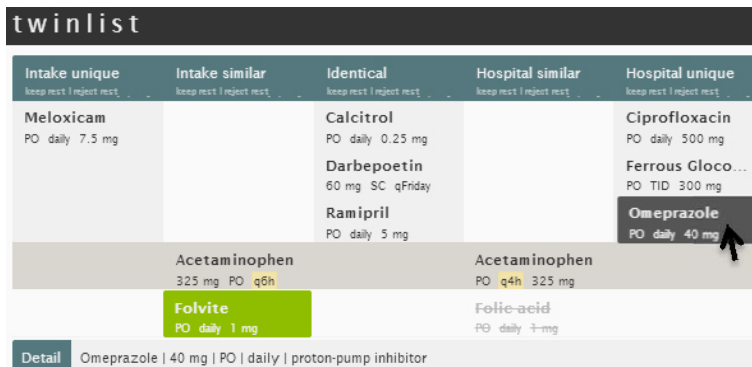 twinlist
Intake unique Intake similar Identical Hospital similar Hospital unique
keep rest | reject rest keep rest | reject rest keep rest | reject rest keep rest | reject rest keep rest | reject rest
Meloxicam Calcitrol Ciprofloxacin
PO daily 7.5 mg PO daily 0.25 mg PO daily 500 mg
Darbepoetin Ferrous Gloco...
60 mg SC qFriday PO TID 300 mg
Ramipril Omeprazole
PO daily 5 mg PO daily 40 mg
Acetaminophen Acetaminophen
325 mg PO q6h PO q4h 325 mg
Folvite Folic acid
PO daily 1 mg PO daily 1 mg
Detail Omeprazole | 40 mg | PO | daily | proton-pump inhibitor